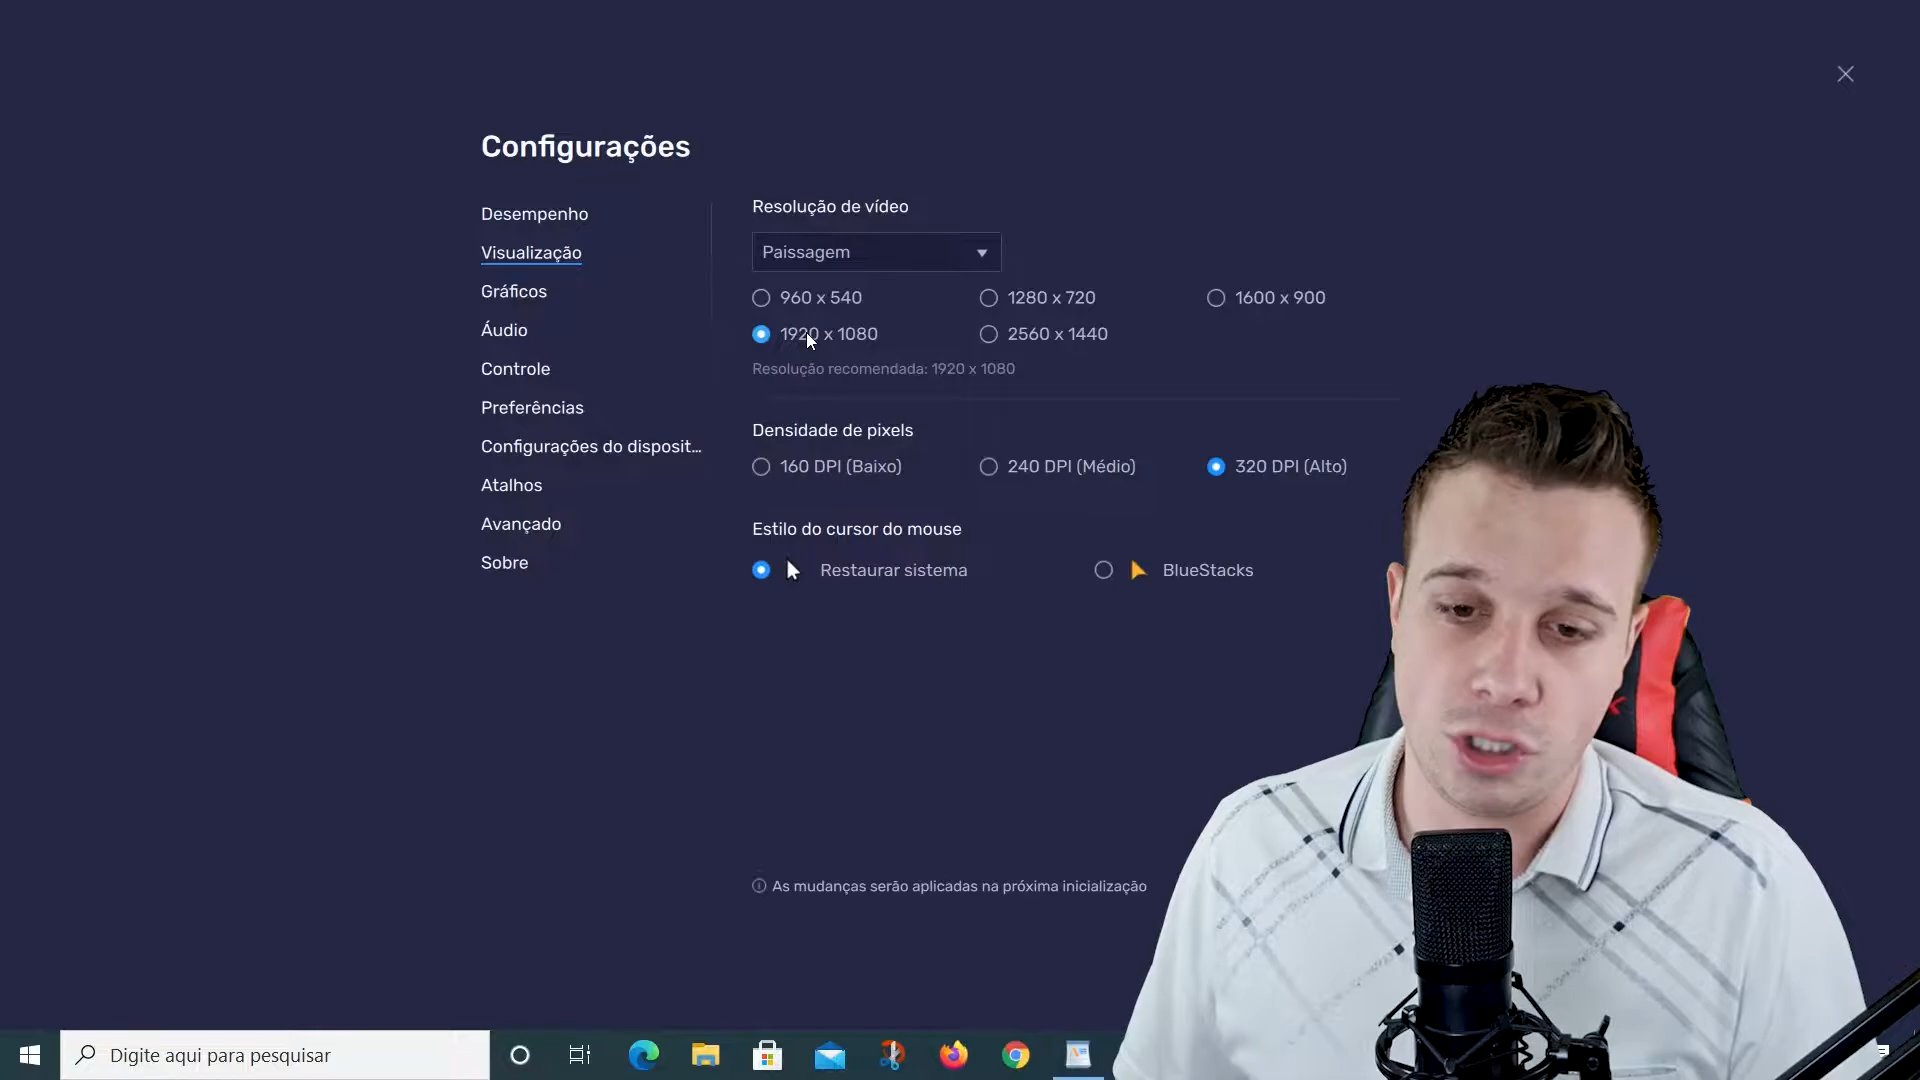 Configurações
Desempenho
Visualização
Gráficos
Áudio
Controle
Preferências
Configurações do disposit...
Atalhos
Avançado
Sobre
Resolução de vídeo
Paissagem
960 x 540
1280 x 720
1600 x 900
1920 x 1080
2560 x 1440
Resolução recomendada: 1920 x 1080
Densidade de pixels
160 DPI (Baixo)
240 DPI (Médio)
320 DPI (Alto)
Estilo do cursor do mouse
Restaurar sistema
BlueStacks
As mudanças serão aplicadas na próxima inicialização
Digite aqui para pesquisar